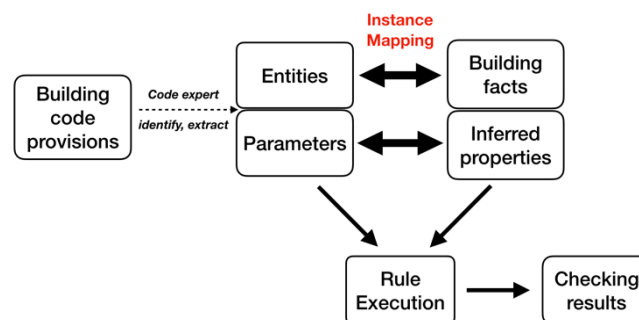 Instance
Mapping
Building
code
provisions
Code expert
identify, extract
Entities
Building
facts
Parameters
Inferred
properties
Rule
Execution
Checking
results